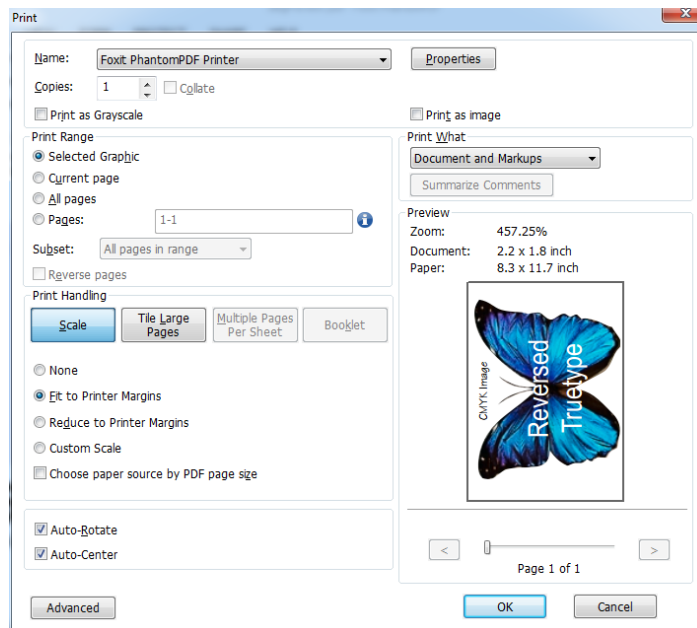 Print
Name:
Foxit PhantomPDF Printer
Properties
Copies:
1
Collate
Print as Grayscale
Print as image
Print Range
Selected Graphic
Current page
All pages
Pages:
1-1
Subset:
All pages in range
Reverse pages
Print Handling
Scale
Tile Large
Pages
Multiple Pages
Per Sheet
Booklet
None
Fit to Printer Margins
Reduce to Printer Margins
Custom Scale
Choose paper source by PDF page size
Auto-Rotate
Auto-Center
Print What
Document and Markups
Summarize Comments
Preview
Zoom: 457.25%
Document: 2.2 x 1.8 inch
Paper: 8.3 x 11.7 inch
CMYK Image
Reversed
Truetype
<
>
Page 1 of 1
Advanced
OK
Cancel